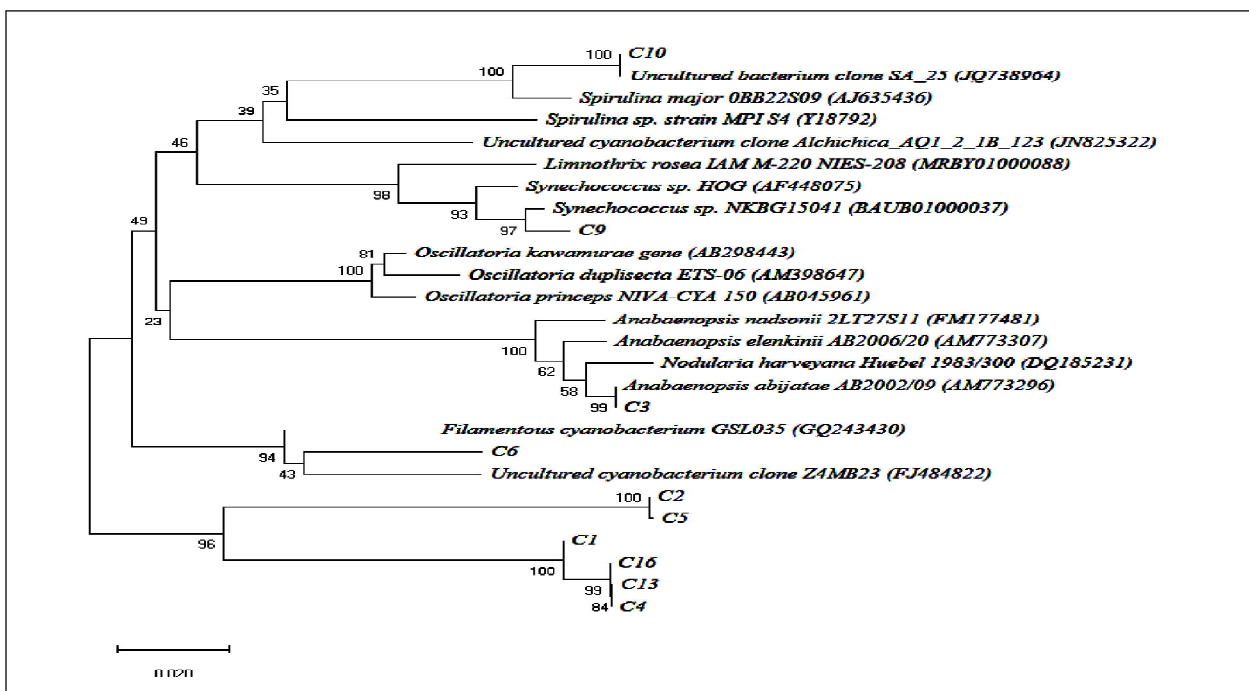 100 C10
100 Uncultured bacterium clone SA_25 (JQ738964)
35 Spirulina major 0BB22S09 (AJ635436)
39 Spirulina sp. strain MPI S4 (Y18792)
46 Uncultured cyanobacterium clone Alchichica_AQ1_2_1B_123 (JN825322)
Limnothrix rosea IAM M-220 NIES-208 (MRBY01000088)
98 Synechococcus sp. HOG (AF448075)
93 Synechococcus sp. NKBG15041 (BAUB01000037)
49 97 C9
81 Oscillatoria kawamurae gene (AB298443)
100 Oscillatoria duplisecta ETS-06 (AM398647)
Oscillatoria princeps NIVA-CYA 150 (AB045961)
23 Anabaenopsis nadsonii 2LT27S11 (FM177481)
100 Anabaenopsis elenkinii AB2006/20 (AM773307)
62 Nodularia harveyana Huebel 1983/300 (DQ185231)
58 Anabaenopsis abijatae AB2002/09 (AM773296)
99 C3
Filamentous cyanobacterium GSL035 (GQ243430)
94 C6
43 Uncultured cyanobacterium clone Z4MB23 (FJ484822)
100 C2
C5
96 C1
100 C16
99 C13
84 C4
0.020